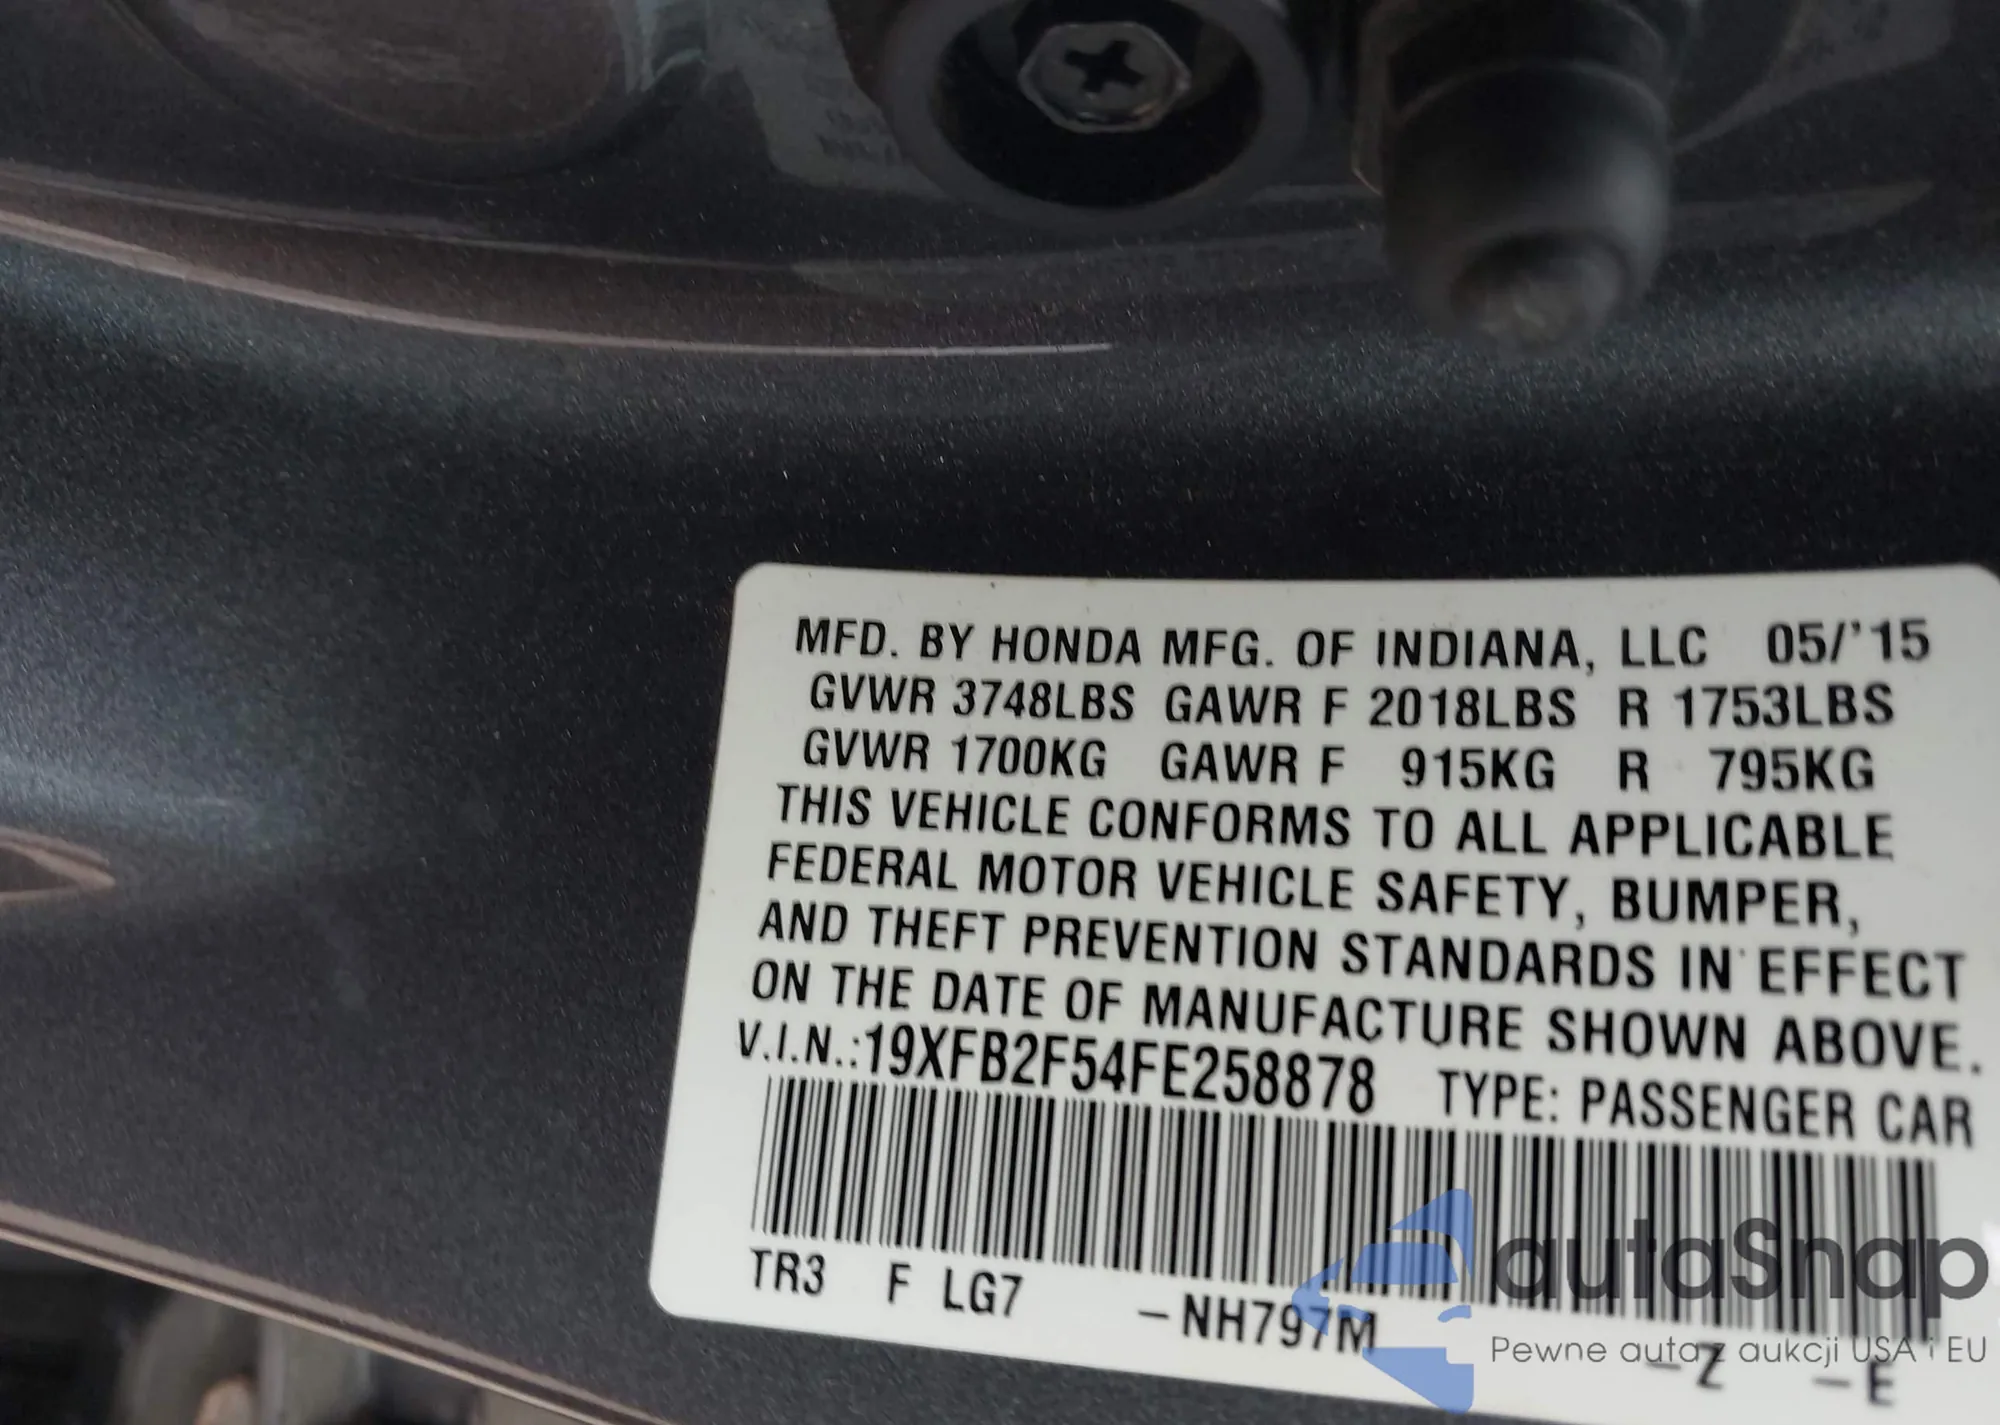 MFD. BY HONDA MFG. OF INDIANA, LLC 05/'15
GVWR 3748LBS GAWR F 2018LBS R 1753LBS
GVWR 1700KG GAWR F 915KG R 795KG
THIS VEHICLE CONFORMS TO ALL APPLICABLE
FEDERAL MOTOR VEHICLE SAFETY, BUMPER,
AND THEFT PREVENTION STANDARDS IN EFFECT
ON THE DATE OF MANUFACTURE SHOWN ABOVE.
V.I.N.:19XFB2F54FE258878 TYPE: PASSENGER CAR
TR3 F LG7 -NH797M -Z -E
autaSnap
Pewne auta z aukcji USA i EU